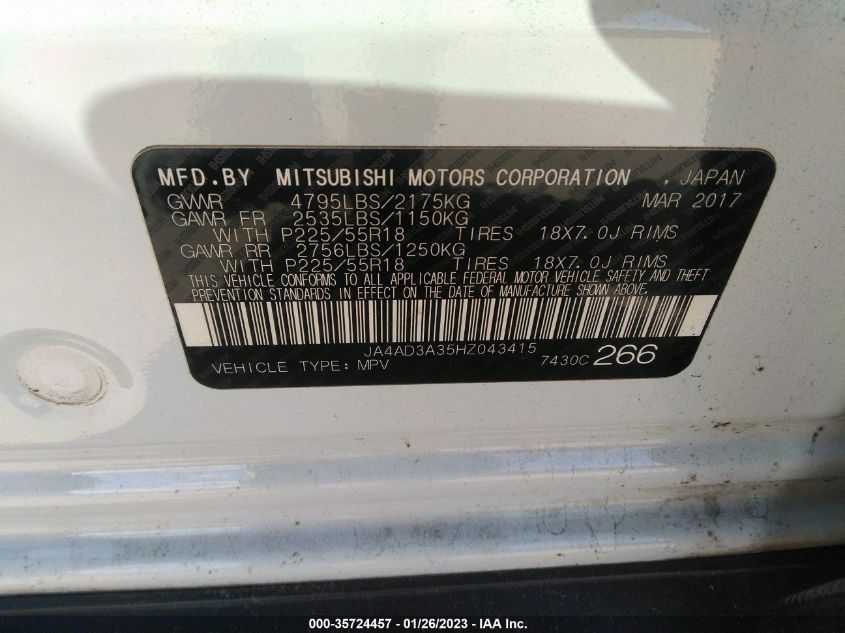 MFD.BY MITSUBISHI MOTORS CORPORATION , JAPAN
GVWR 4795LBS/2175KG MAR 2017
GAWR FR 2535LBS/1150KG
WITH P225/55R18 TIRES 18X7.0J RIMS
GAWR RR 2756LBS/1250KG
WITH P225/55R18 TIRES 18X7.0J RIMS
THIS VEHICLE CONFORMS TO ALL APPLICABLE FEDERAL MOTOR VEHICLE SAFETY AND THEFT
PREVENTION STANDARDS IN EFFECT ON THE DATE OF MANUFACTURE SHOWN ABOVE.
JA4AD3A35HZ043415
VEHICLE TYPE: MPV 7430C 266
000-35724457 - 01/26/2023 - IAA Inc.